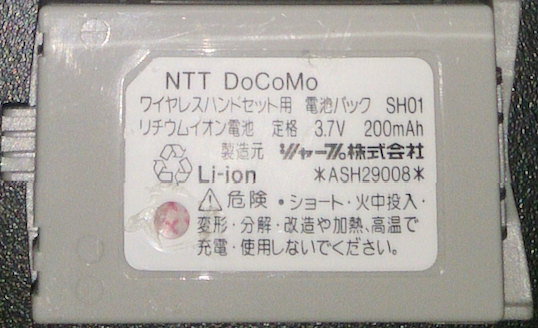 NTT DoCoMo
ワイヤレスハンドセット用 電池パック SH01
リチウムイオン電池 定格 3.7V 200mAh
製造元 シャープ株式会社
Li-ion *ASH29008*
危険 ・ショート・火中投入・
変形・分解・改造や加熱、高温で
充電・使用しないでください。